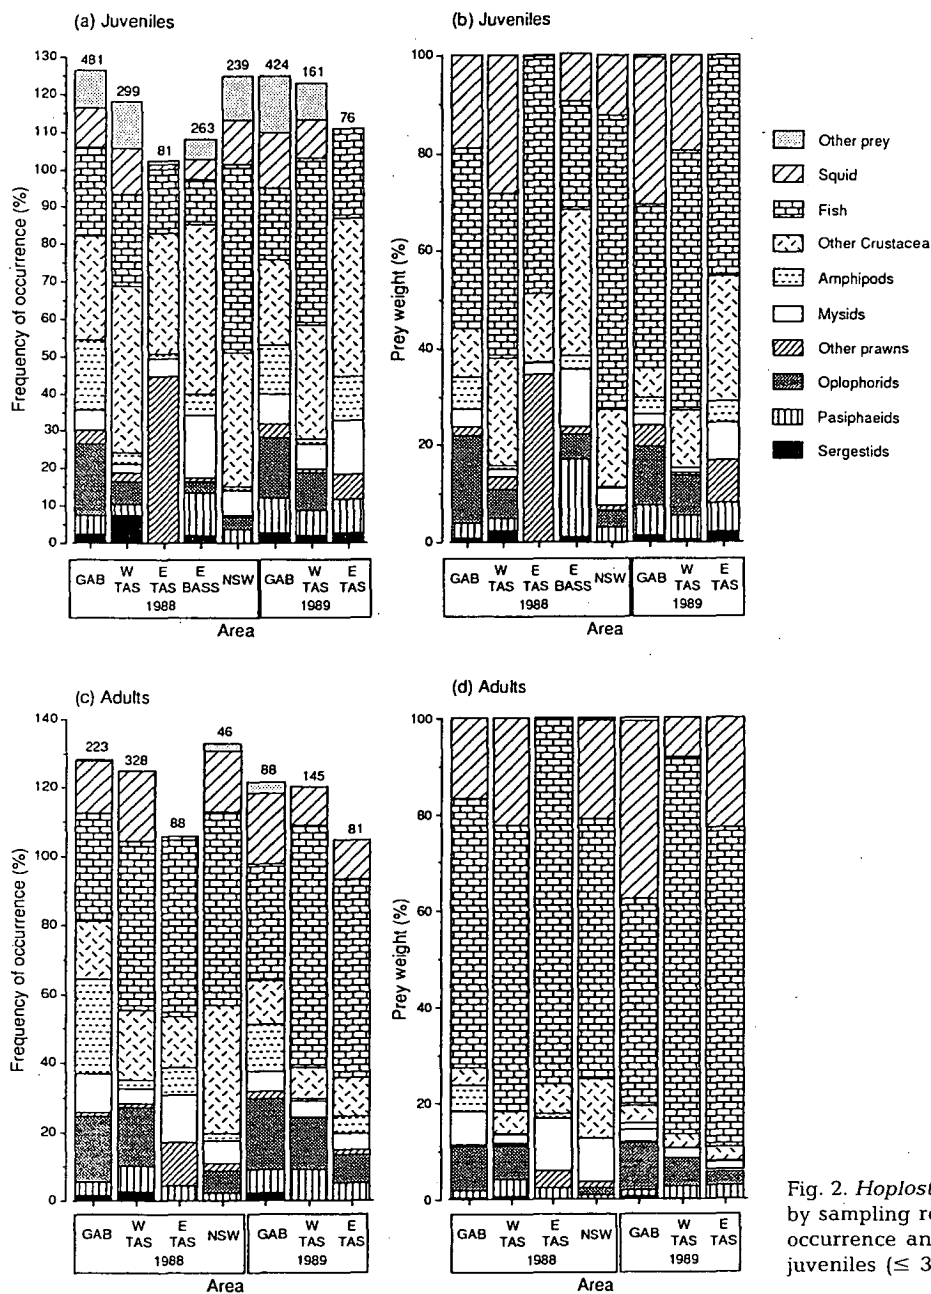 (a) Juveniles
(b) Juveniles
130
120
110
100
90
80
70
60
50
40
30
20
10
0
Frequency of occurrence (%)
481
299
81
263
239
424
161
76
GAB
W TAS
E TAS
E BASS
NSW
GAB
W TAS
E TAS
1988
1989
Area
100
80
60
40
20
0
Prey weight (%)
GAB
W TAS
E TAS
E BASS
NSW
GAB
W TAS
E TAS
1988
1989
Area
Other prey
Squid
Fish
Other Crustacea
Amphipods
Mysids
Other prawns
Oplophorids
Pasiphaeids
Sergestids
(c) Adults
(d) Adults
140
120
100
80
60
40
20
0
Frequency of occurrence (%)
223
328
88
46
88
145
81
GAB
W TAS
E TAS
NSW
GAB
W TAS
E TAS
1988
1989
Area
100
80
60
40
20
0
Prey weight (%)
GAB
W TAS
E TAS
NSW
GAB
W TAS
E TAS
1988
1989
Area
Fig. 2. Hoplost
by sampling re
occurrence an
juveniles (≤ 3